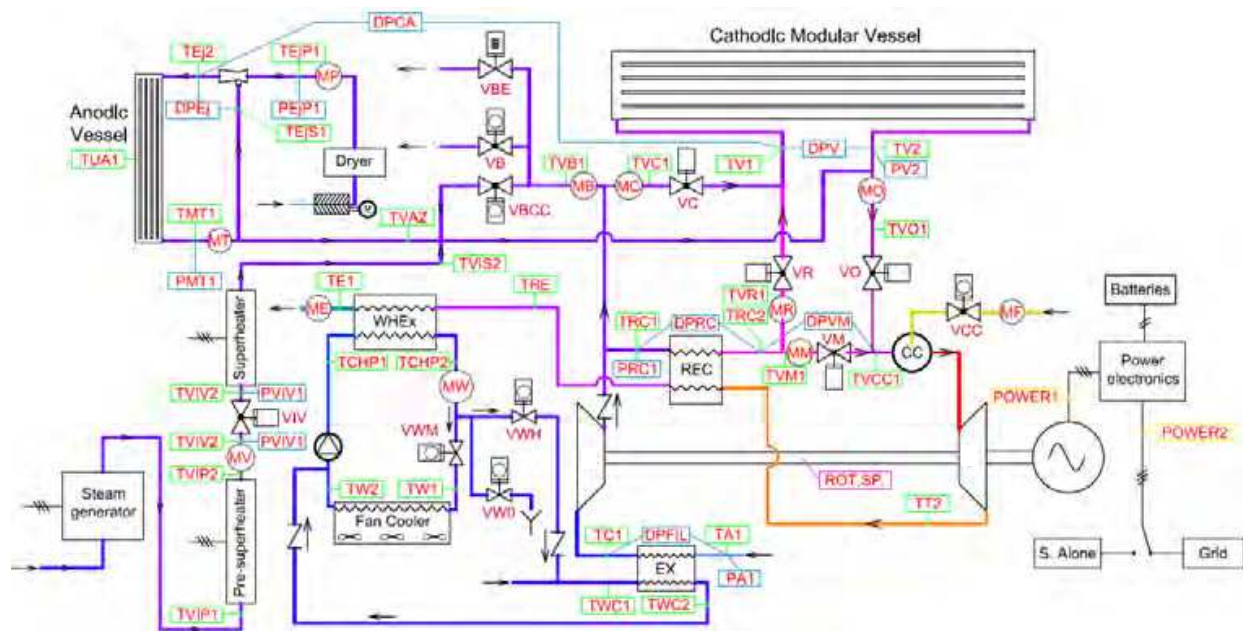 DPCA
Cathodic Modular Vessel
TEj2
TEjP1
MP
VBE
DPEj
PEjP1
TEjS1
Anodic
Vessel
TUA1
Dryer
VB
TVB1
TVC1
TV1
DPV
TV2
PV2
MB
MC
VC
MO
VBCC
TMT1
MT
TVAZ
TVO1
TVIS2
PMT1
VR
VO
Batteries
TE1
TRE
TVR1
ME
WHEx
TRC1
DPRC
TRC2
MR
DPVM
VM
VCC
MF
Superheater
TCHP1
TCHP2
PRC1
REC
MM
CC
Power
electronics
TVM1
TVCC1
TVIV2
PVIV1
MW
POWER1
VIV
VWH
TVIV2
PVIV1
VWM
MV
POWER2
TVIP2
Steam
generator
TW2
TW1
ROT.SP.
VWO
Fan Cooler
TT2
Pre-superheater
TC1
DPFIL
TA1
S. Alone
Grid
EX
PA1
TVIP1
TWC1
TWC2